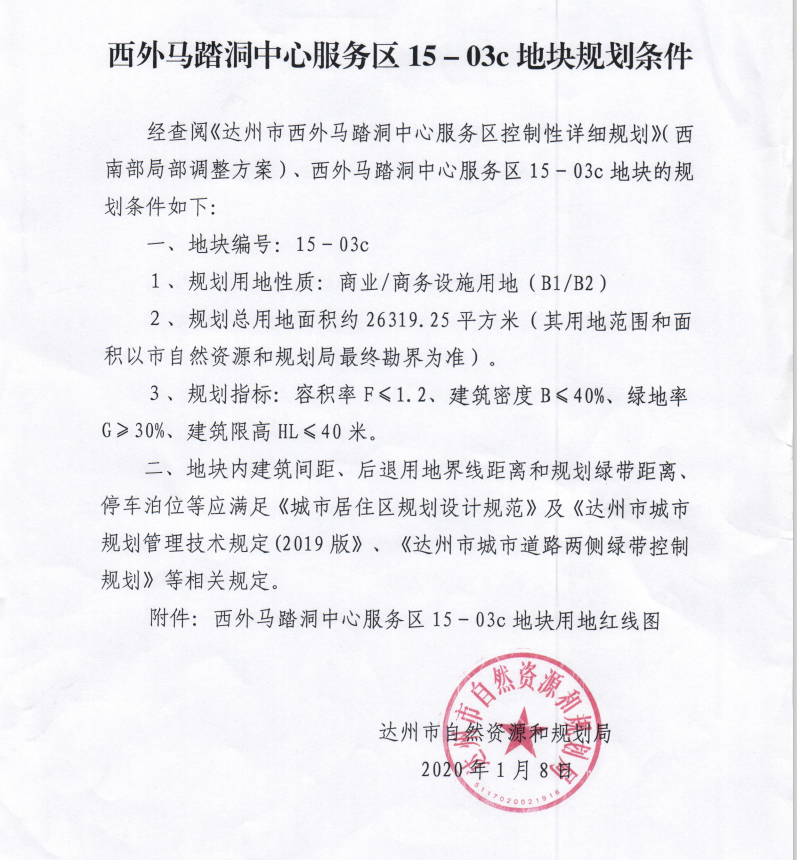 西外马踏洞中心服务区 15－03c 地块规划条件
经查阅《达州市西外马踏洞中心服务区控制性详细规划》（西
南部局部调整方案）、西外马踏洞中心服务区 15－03c 地块的规
划条件如下：
一、地块编号：15－03c
1、规划用地性质：商业/商务设施用地（B1/B2）
2、规划总用地面积约 26319.25 平方米（其用地范围和面
积以市自然资源和规划局最终勘界为准）。
3、规划指标：容积率 F≤1.2、建筑密度 B≤40%、绿地率
G≥30%、建筑限高 HL≤40 米。
二、地块内建筑间距、后退用地界线距离和规划绿带距离、
停车泊位等应满足《城市居住区规划设计规范》及《达州市城市
规划管理技术规定(2019 版》、《达州市城市道路两侧绿带控制
规划》等相关规定。
附件：西外马踏洞中心服务区 15－03c 地块用地红线图
达州市自然资源和规划局
达州市自然资源和规划局
2020 年 1 月 8 日
5117020021916